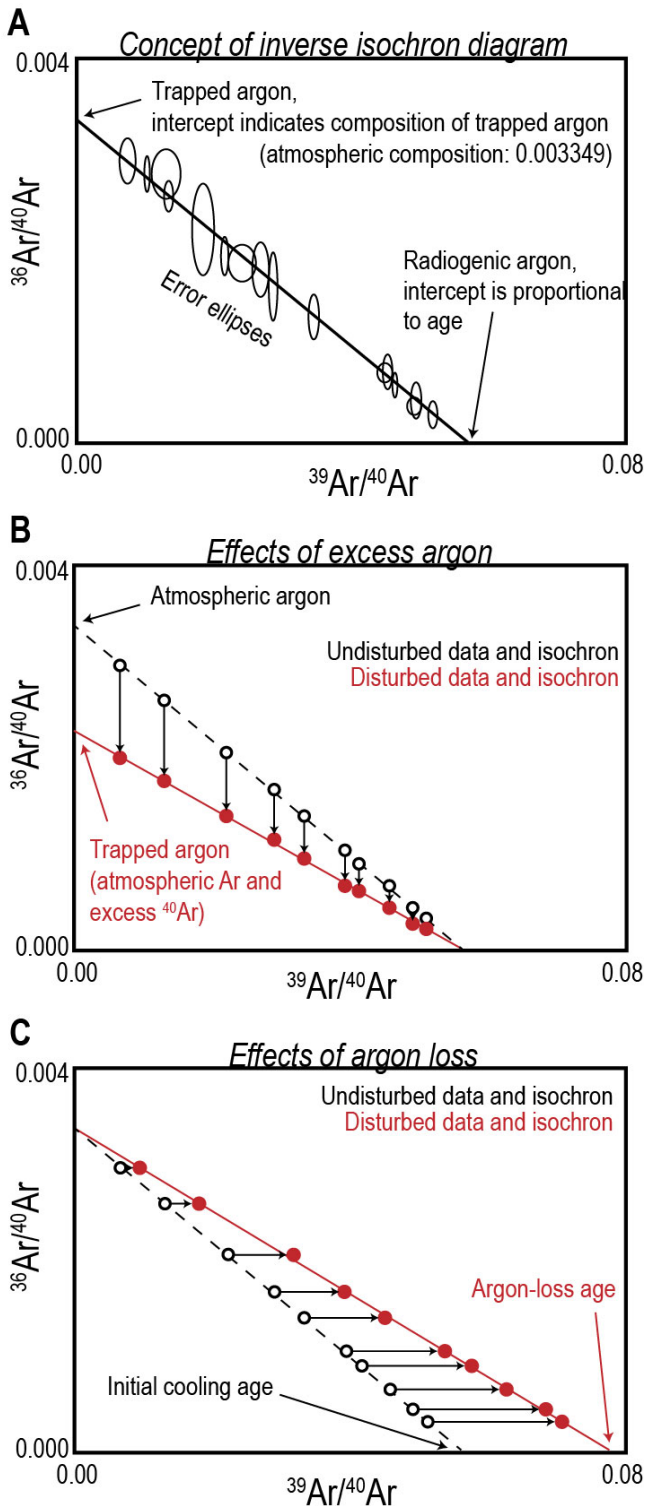 A
Concept of inverse isochron diagram
0.004
Trapped argon,
intercept indicates composition of trapped argon
(atmospheric composition: 0.003349)
³⁶Ar/⁴⁰Ar
Radiogenic argon,
intercept is proportional
to age
Error ellipses
0.000
0.00
0.08
³⁹Ar/⁴⁰Ar
B
Effects of excess argon
0.004
Atmospheric argon
Undisturbed data and isochron
Disturbed data and isochron
³⁶Ar/⁴⁰Ar
Trapped argon
(atmospheric Ar and
excess ⁴⁰Ar)
0.000
0.00
0.08
³⁹Ar/⁴⁰Ar
C
Effects of argon loss
0.004
Undisturbed data and isochron
Disturbed data and isochron
³⁶Ar/⁴⁰Ar
Argon-loss age
Initial cooling age
0.000
0.00
0.08
³⁹Ar/⁴⁰Ar